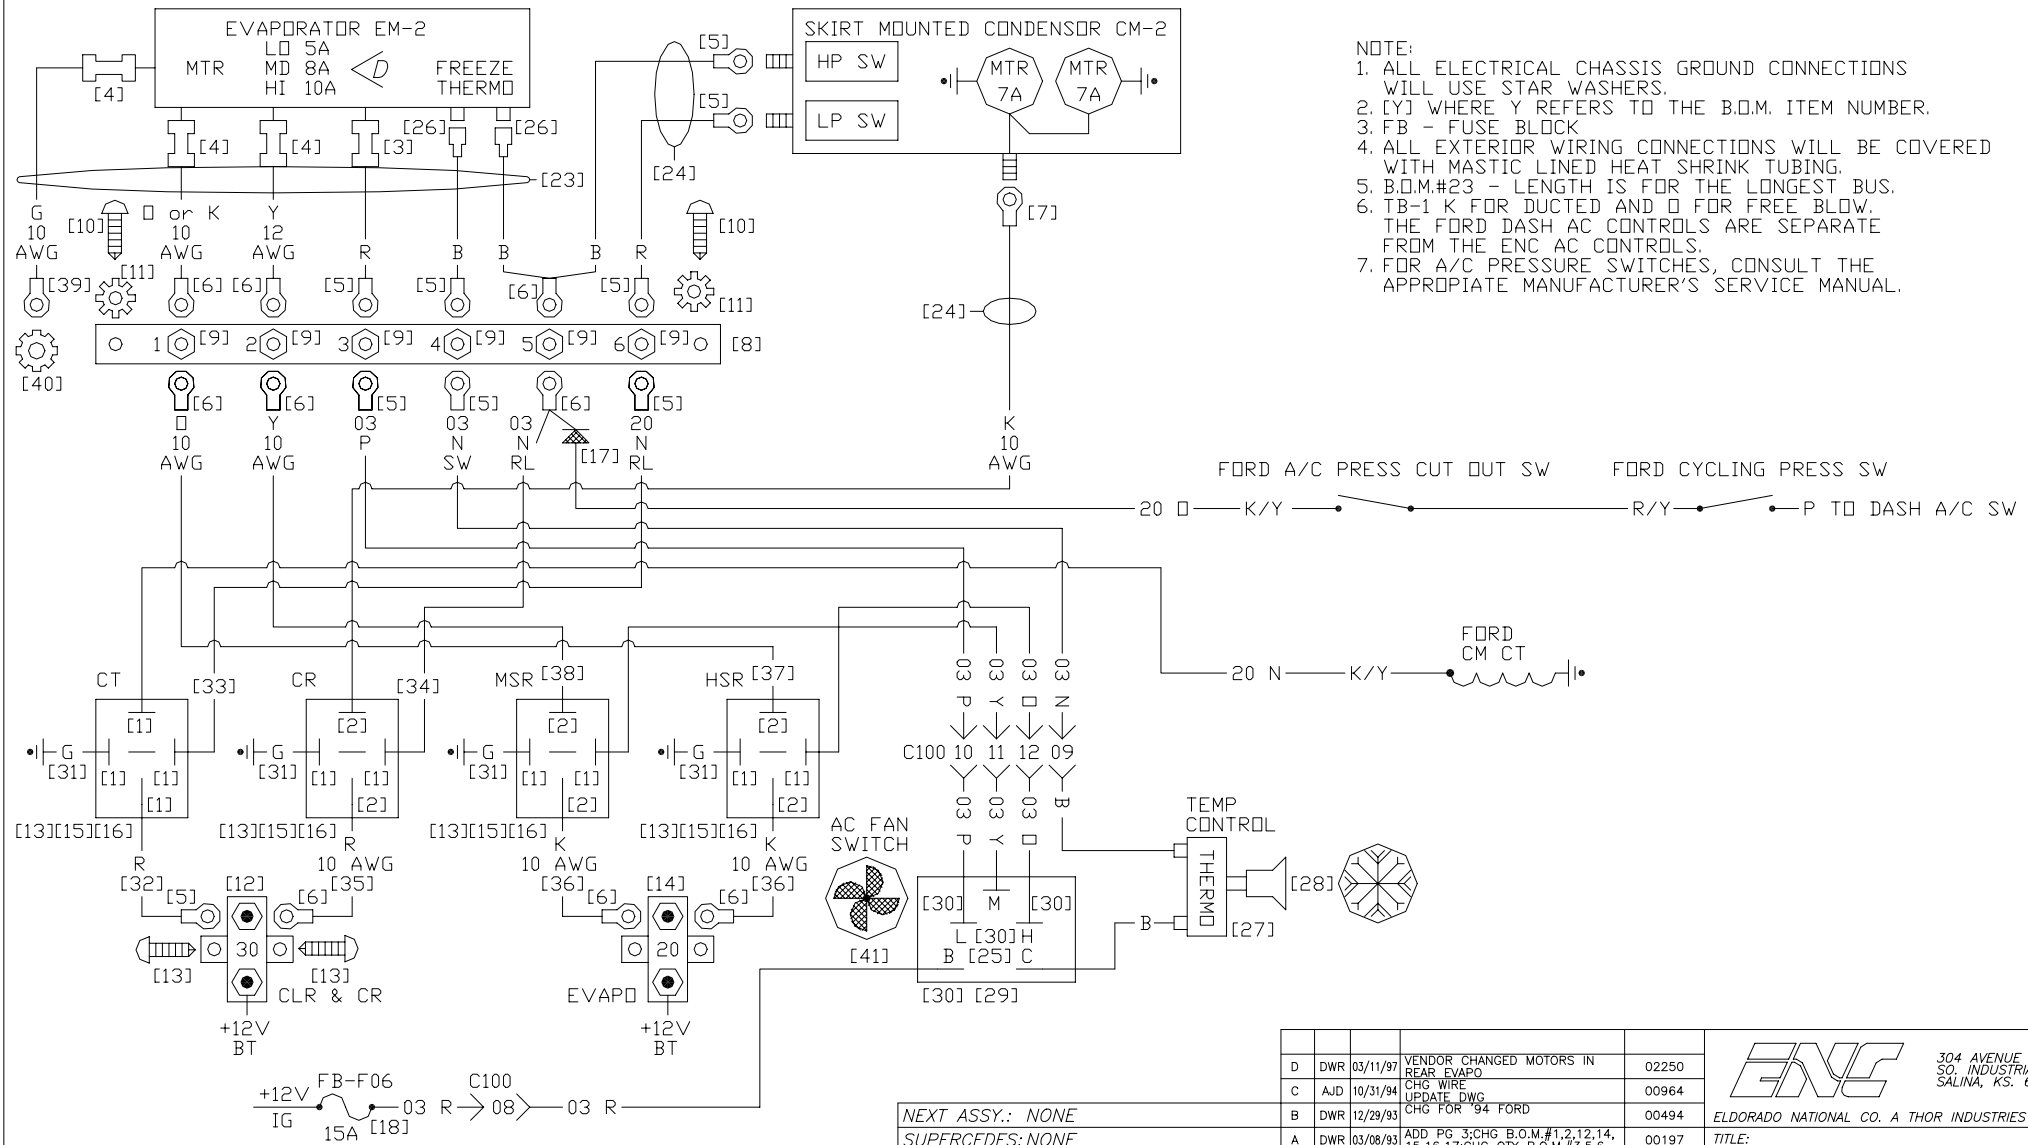 EVAPORATOR EM-2
LO 5A
MTR MD 8A D FREEZE
HI 10A THERMO
[4]
[4] [4] [3] [26] [26]
[23]
[5]
[5]
[24]
SKIRT MOUNTED CONDENSOR CM-2
HP SW
LP SW
MTR 7A
MTR 7A
[7]
[24]
K
10
AWG
NOTE:
1. ALL ELECTRICAL CHASSIS GROUND CONNECTIONS
WILL USE STAR WASHERS.
2. [Y] WHERE Y REFERS TO THE B.O.M. ITEM NUMBER.
3. FB - FUSE BLOCK
4. ALL EXTERIOR WIRING CONNECTIONS WILL BE COVERED
WITH MASTIC LINED HEAT SHRINK TUBING.
5. B.O.M.#23 - LENGTH IS FOR THE LONGEST BUS.
6. TB-1 K FOR DUCTED AND O FOR FREE BLOW.
THE FORD DASH AC CONTROLS ARE SEPARATE
FROM THE ENC AC CONTROLS.
7. FOR A/C PRESSURE SWITCHES, CONSULT THE
APPROPIATE MANUFACTURER'S SERVICE MANUAL.
G O or K Y
10 [10] 10 12 [10]
AWG AWG AWG R B B B R
[39] [11] [6] [6] [5] [5] [6] [5] [11]
1 [9] 2 [9] 3 [9] 4 [9] 5 [9] 6 [9] [8]
[40]
[6] [6] [5] [5] [6] [5]
O Y 03 03 03 20
10 10 P N N N
AWG AWG SW RL [17] RL
FORD A/C PRESS CUT OUT SW FORD CYCLING PRESS SW
20 O K/Y R/Y P TO DASH A/C SW
FORD
CM CT
20 N K/Y
CT [33] CR [34] MSR [38] HSR [37]
[1] [2] [2] [2]
G G G G
[31] [1] [1] [31] [1] [1] [31] [1] [1] [31] [1] [1]
[1] [2] [2] [2]
[13][15][16] [13][15][16] [13][15][16] [13][15][16]
R R K K
10 AWG 10 AWG 10 AWG
[32] [35] [36] [36]
[5] [12] [6] [6] [14] [6]
30 20
[13] [13]
CLR & CR EVAPO
+12V +12V
BT BT
03 P 03 Y 03 O 03 N
C100 10 11 12 09
03 P 03 Y 03 O B
AC FAN
SWITCH
[41]
[30] M [30]
L [30] H
B [25] C
[30] [29]
TEMP
CONTROL
THERMO
[28]
B
[27]
FB-F06 C100
+12V 03 R 08 03 R
IG
15A [18]
NEXT ASSY.: NONE
SUPERCEDES: NONE
D DWR 03/11/97 VENDOR CHANGED MOTORS IN REAR EVAPO 02250
C AJD 10/31/94 CHG WIRE UPDATE DWG 00964
B DWR 12/29/93 CHG FOR '94 FORD 00494
A DWR 03/08/93 ADD PG 3;CHG B.O.M.#1,2,12,14, 00197
ENC
304 AVENUE
SO. INDUSTRIA
SALINA, KS. 6
ELDORADO NATIONAL CO. A THOR INDUSTRIES
TITLE: